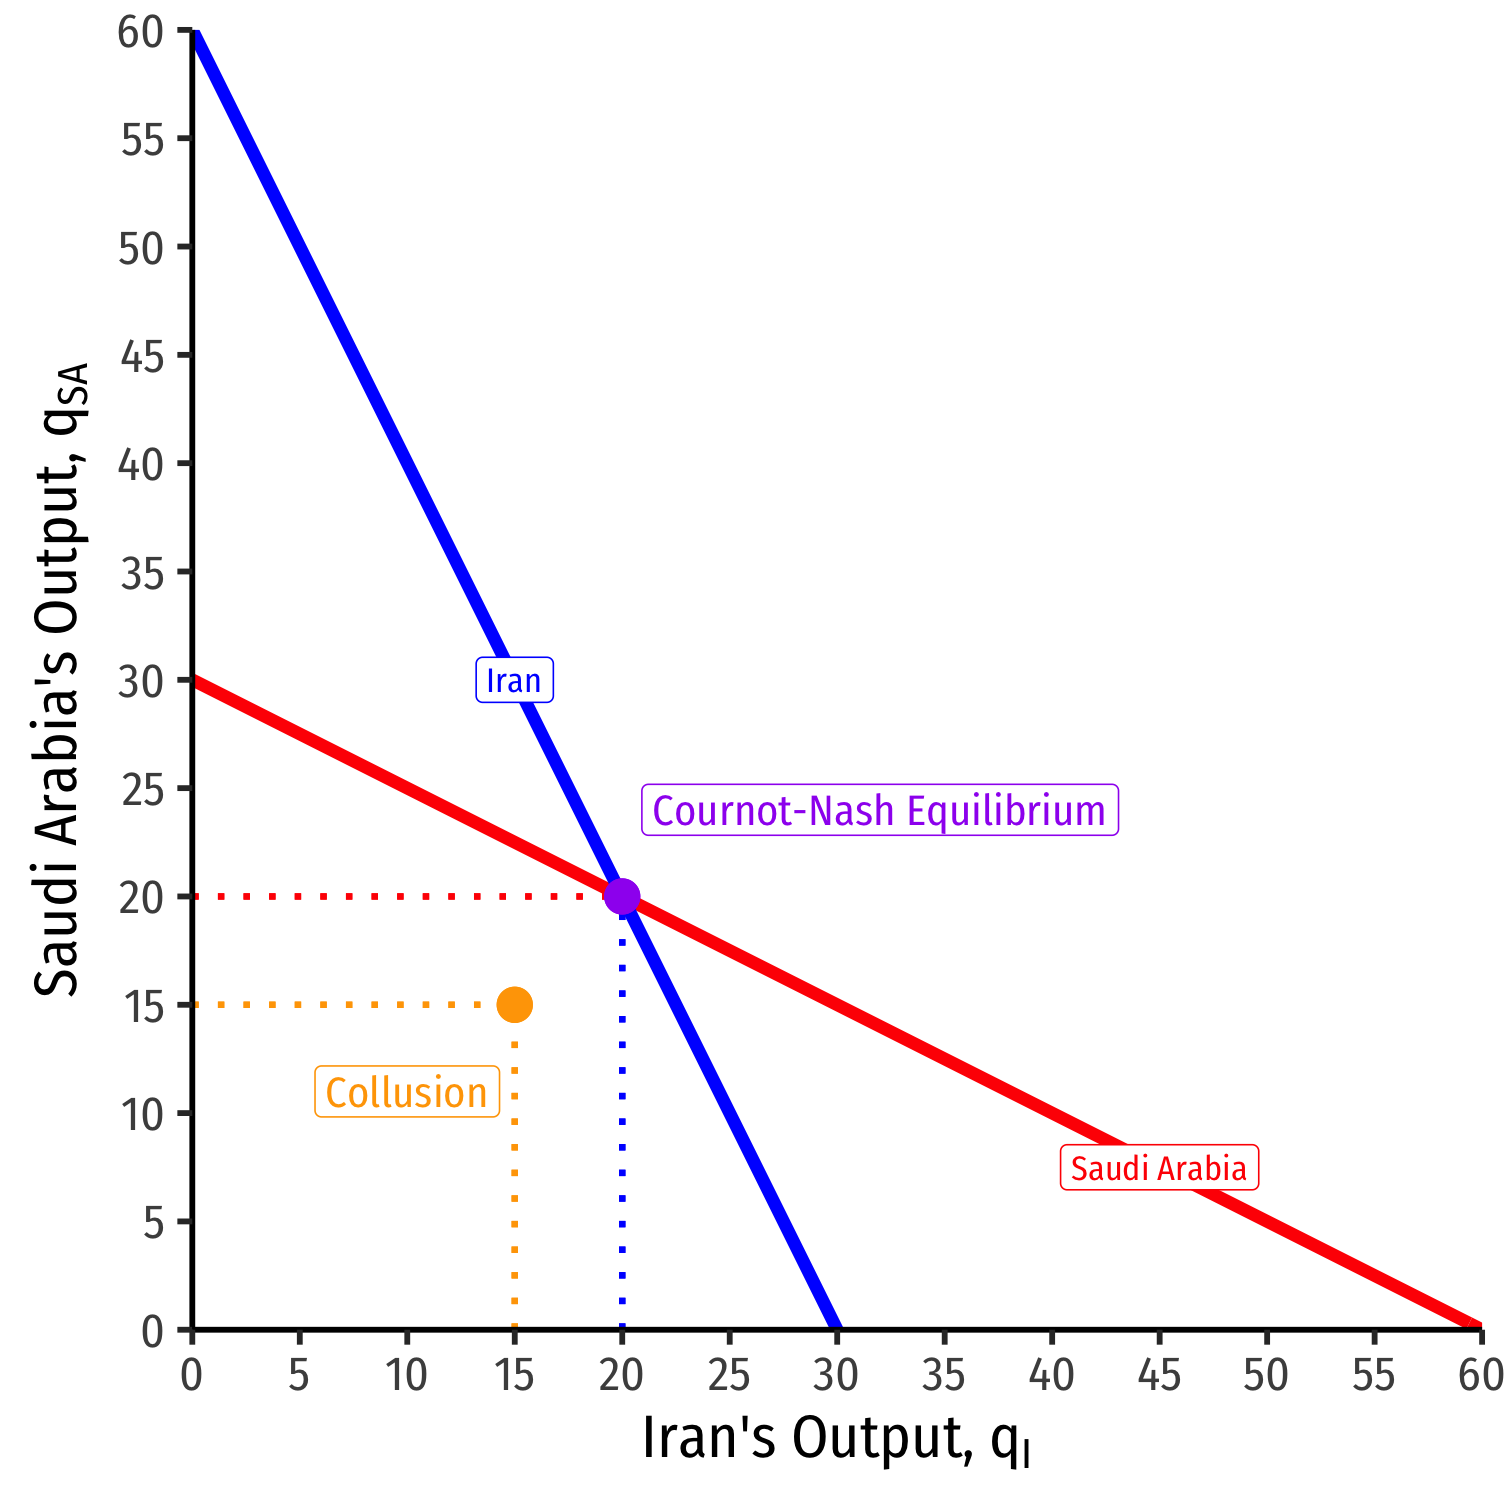 60
55
50
45
40
35
30
25
20
15
10
5
0
Saudi Arabia's Output, qSA
Iran
Cournot-Nash Equilibrium
Collusion
Saudi Arabia
0 5 10 15 20 25 30 35 40 45 50 55 60
Iran's Output, qI